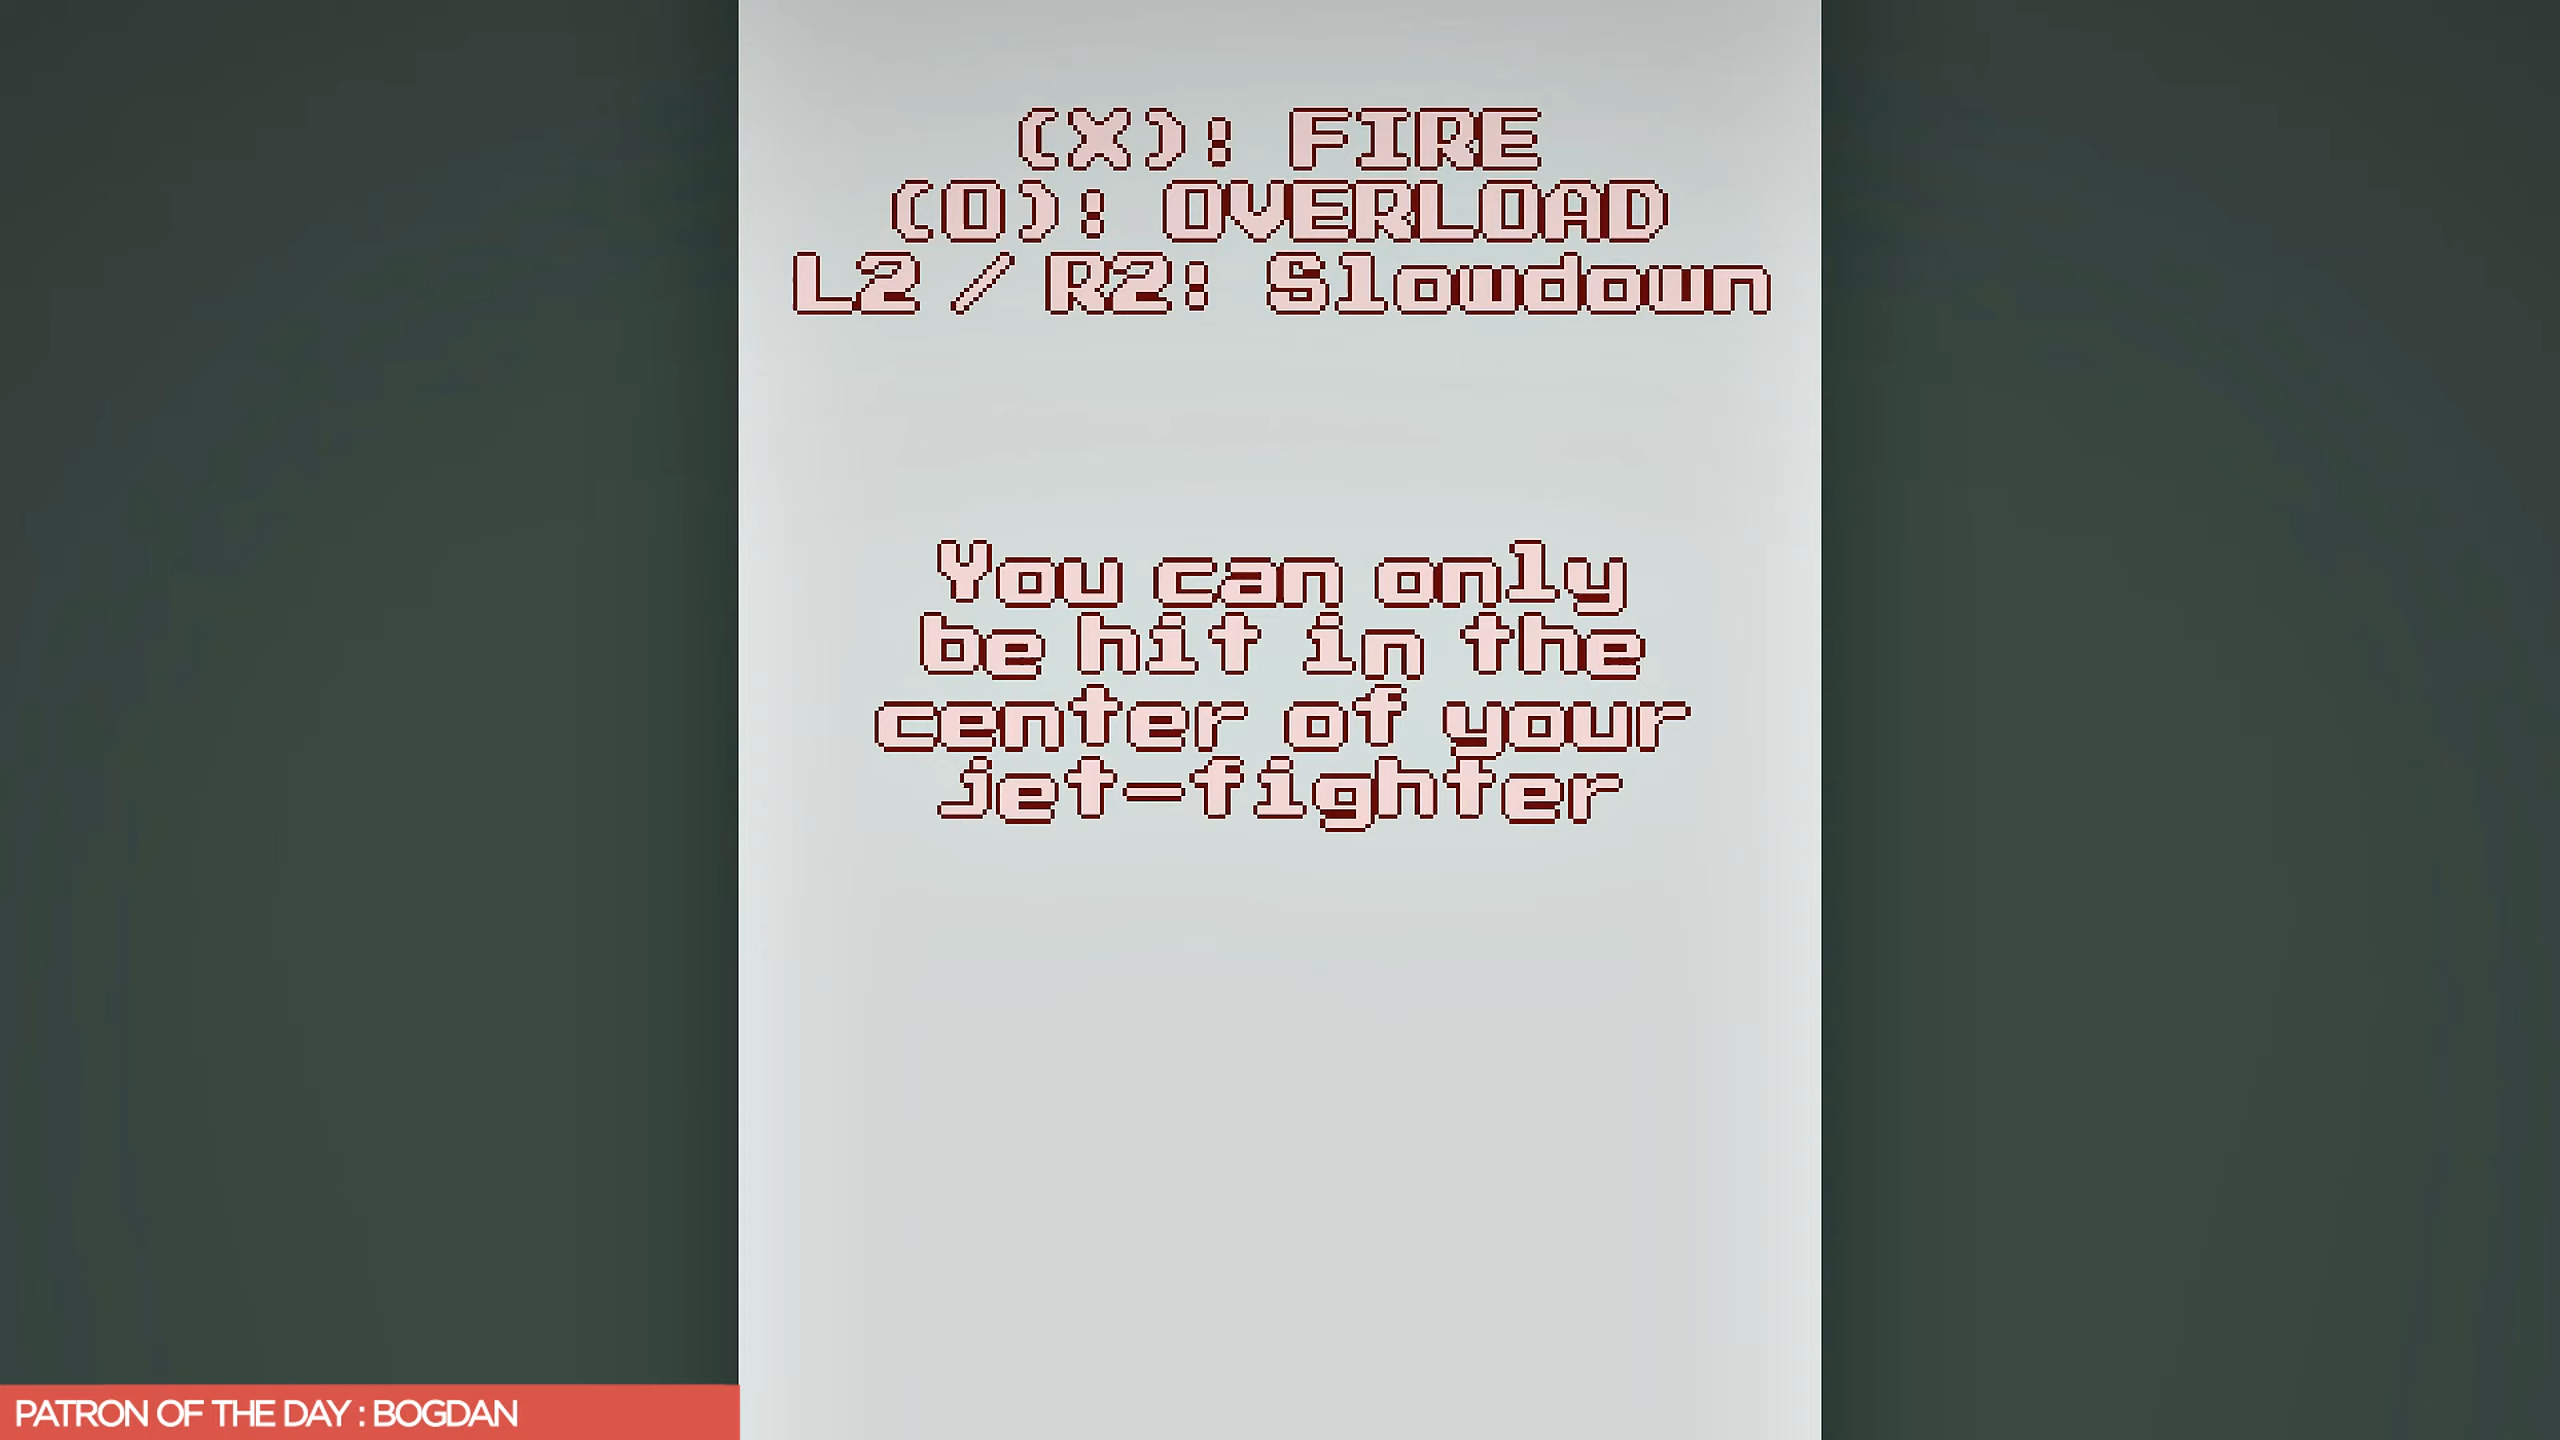 (X): FIRE
(O): OVERLOAD
L2 / R2: Slowdown
You can only
be hit in the
center of your
jet-fighter
PATRON OF THE DAY : BOGDAN